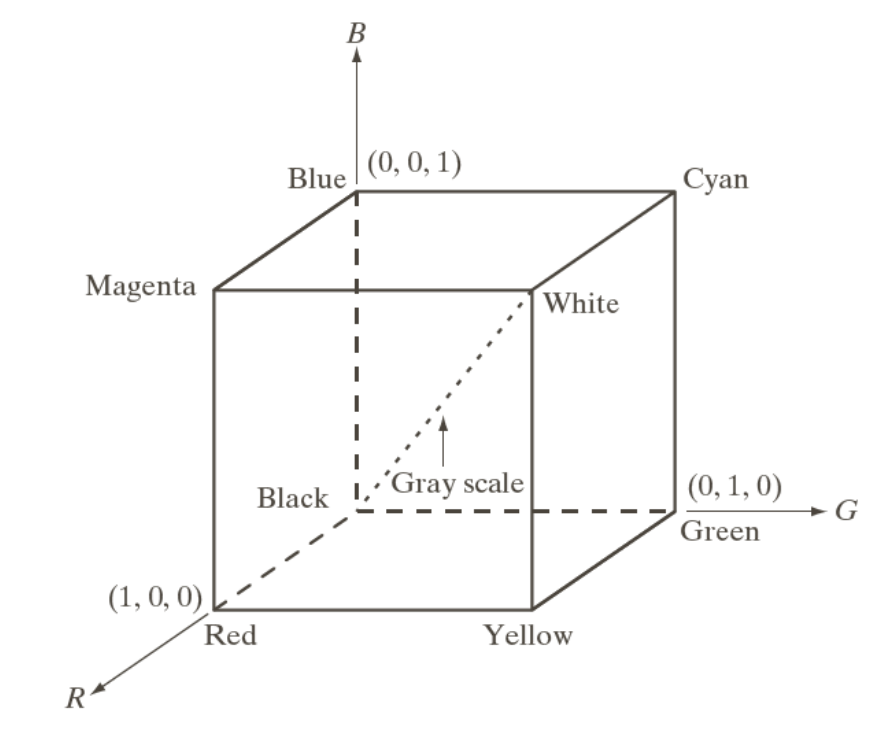 B
Blue
(0, 0, 1)
Cyan
Magenta
White
Gray scale
Black
(0, 1, 0)
G
Green
(1, 0, 0)
Red
Yellow
R